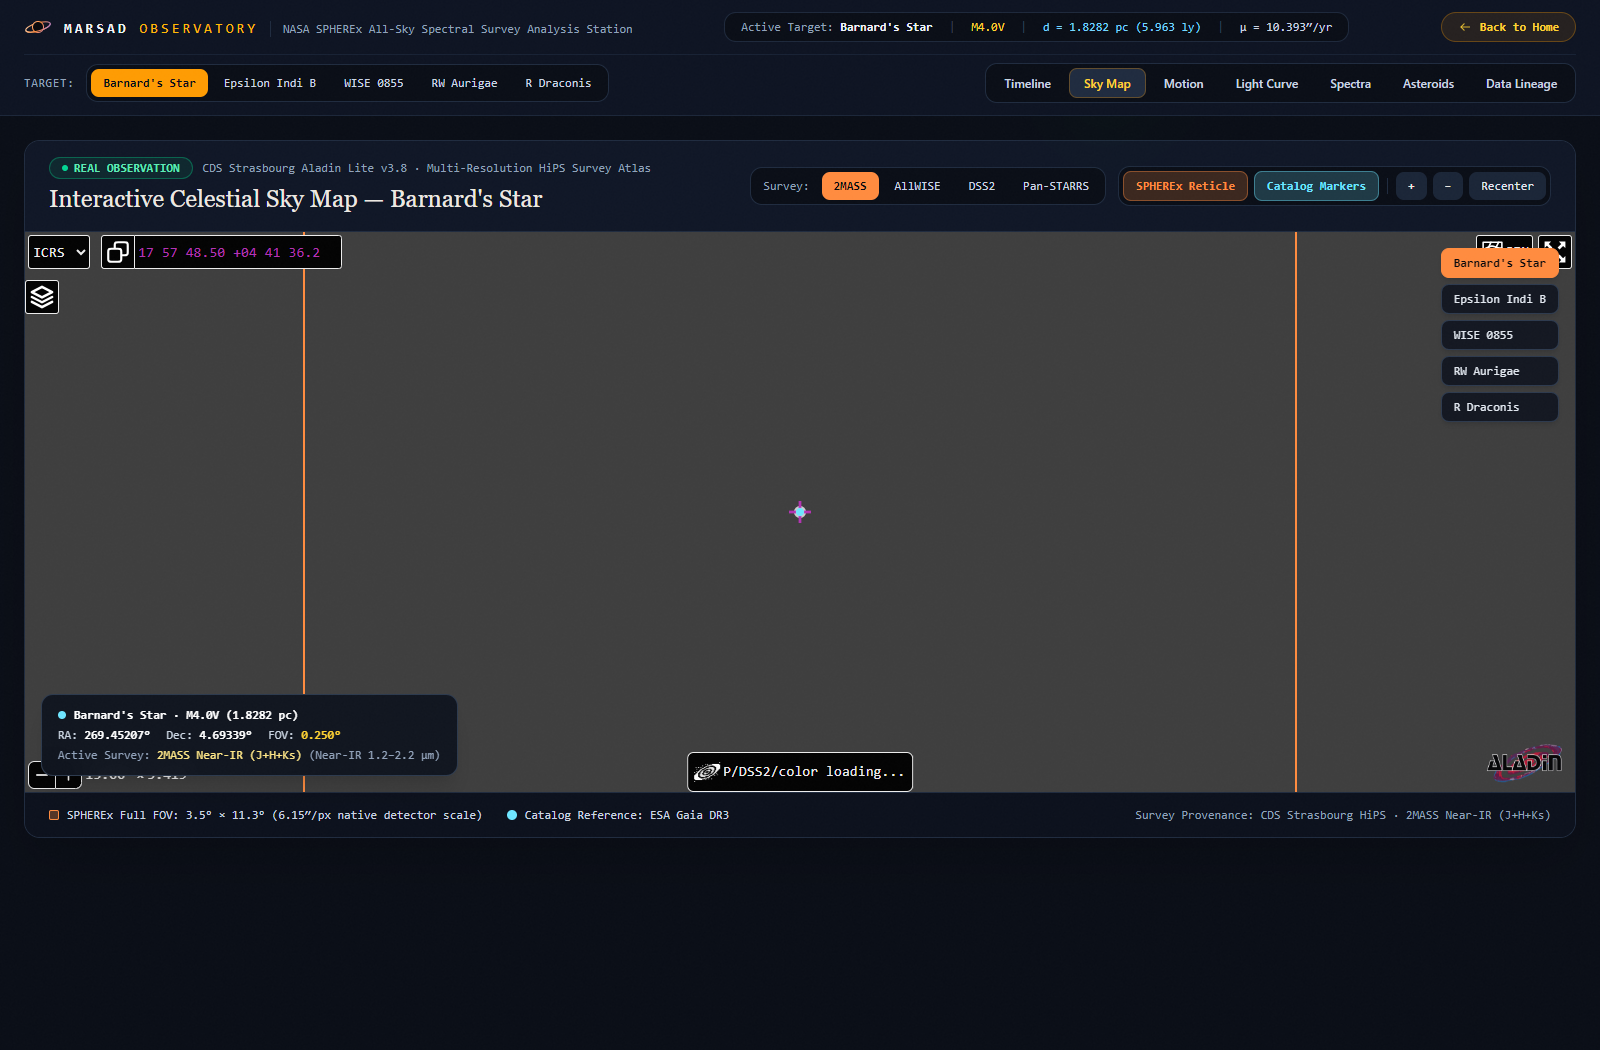 MARSAD OBSERVATORY
NASA SPHEREx All-Sky Spectral Survey Analysis Station
Active Target: Barnard's Star
M4.0V
d = 1.8282 pc (5.963 ly)
μ = 10.393″/yr
← Back to Home
TARGET:
Barnard's Star
Epsilon Indi B
WISE 0855
RW Aurigae
R Draconis
Timeline
Sky Map
Motion
Light Curve
Spectra
Asteroids
Data Lineage
REAL OBSERVATION
CDS Strasbourg Aladin Lite v3.8 · Multi-Resolution HiPS Survey Atlas
Interactive Celestial Sky Map — Barnard's Star
Survey:
2MASS
AllWISE
DSS2
Pan-STARRS
SPHEREx Reticle
Catalog Markers
+
−
Recenter
ICRS
17 57 48.50 +04 41 36.2
Barnard's Star
Epsilon Indi B
WISE 0855
RW Aurigae
R Draconis
Barnard's Star · M4.0V (1.8282 pc)
RA: 269.45207° Dec: 4.69339° FOV: 0.250°
Active Survey: 2MASS Near-IR (J+H+Ks) (Near-IR 1.2–2.2 μm)
P/DSS2/color loading...
ALADIN
SPHEREx Full FOV: 3.5° × 11.3° (6.15″/px native detector scale)
Catalog Reference: ESA Gaia DR3
Survey Provenance: CDS Strasbourg HiPS · 2MASS Near-IR (J+H+Ks)